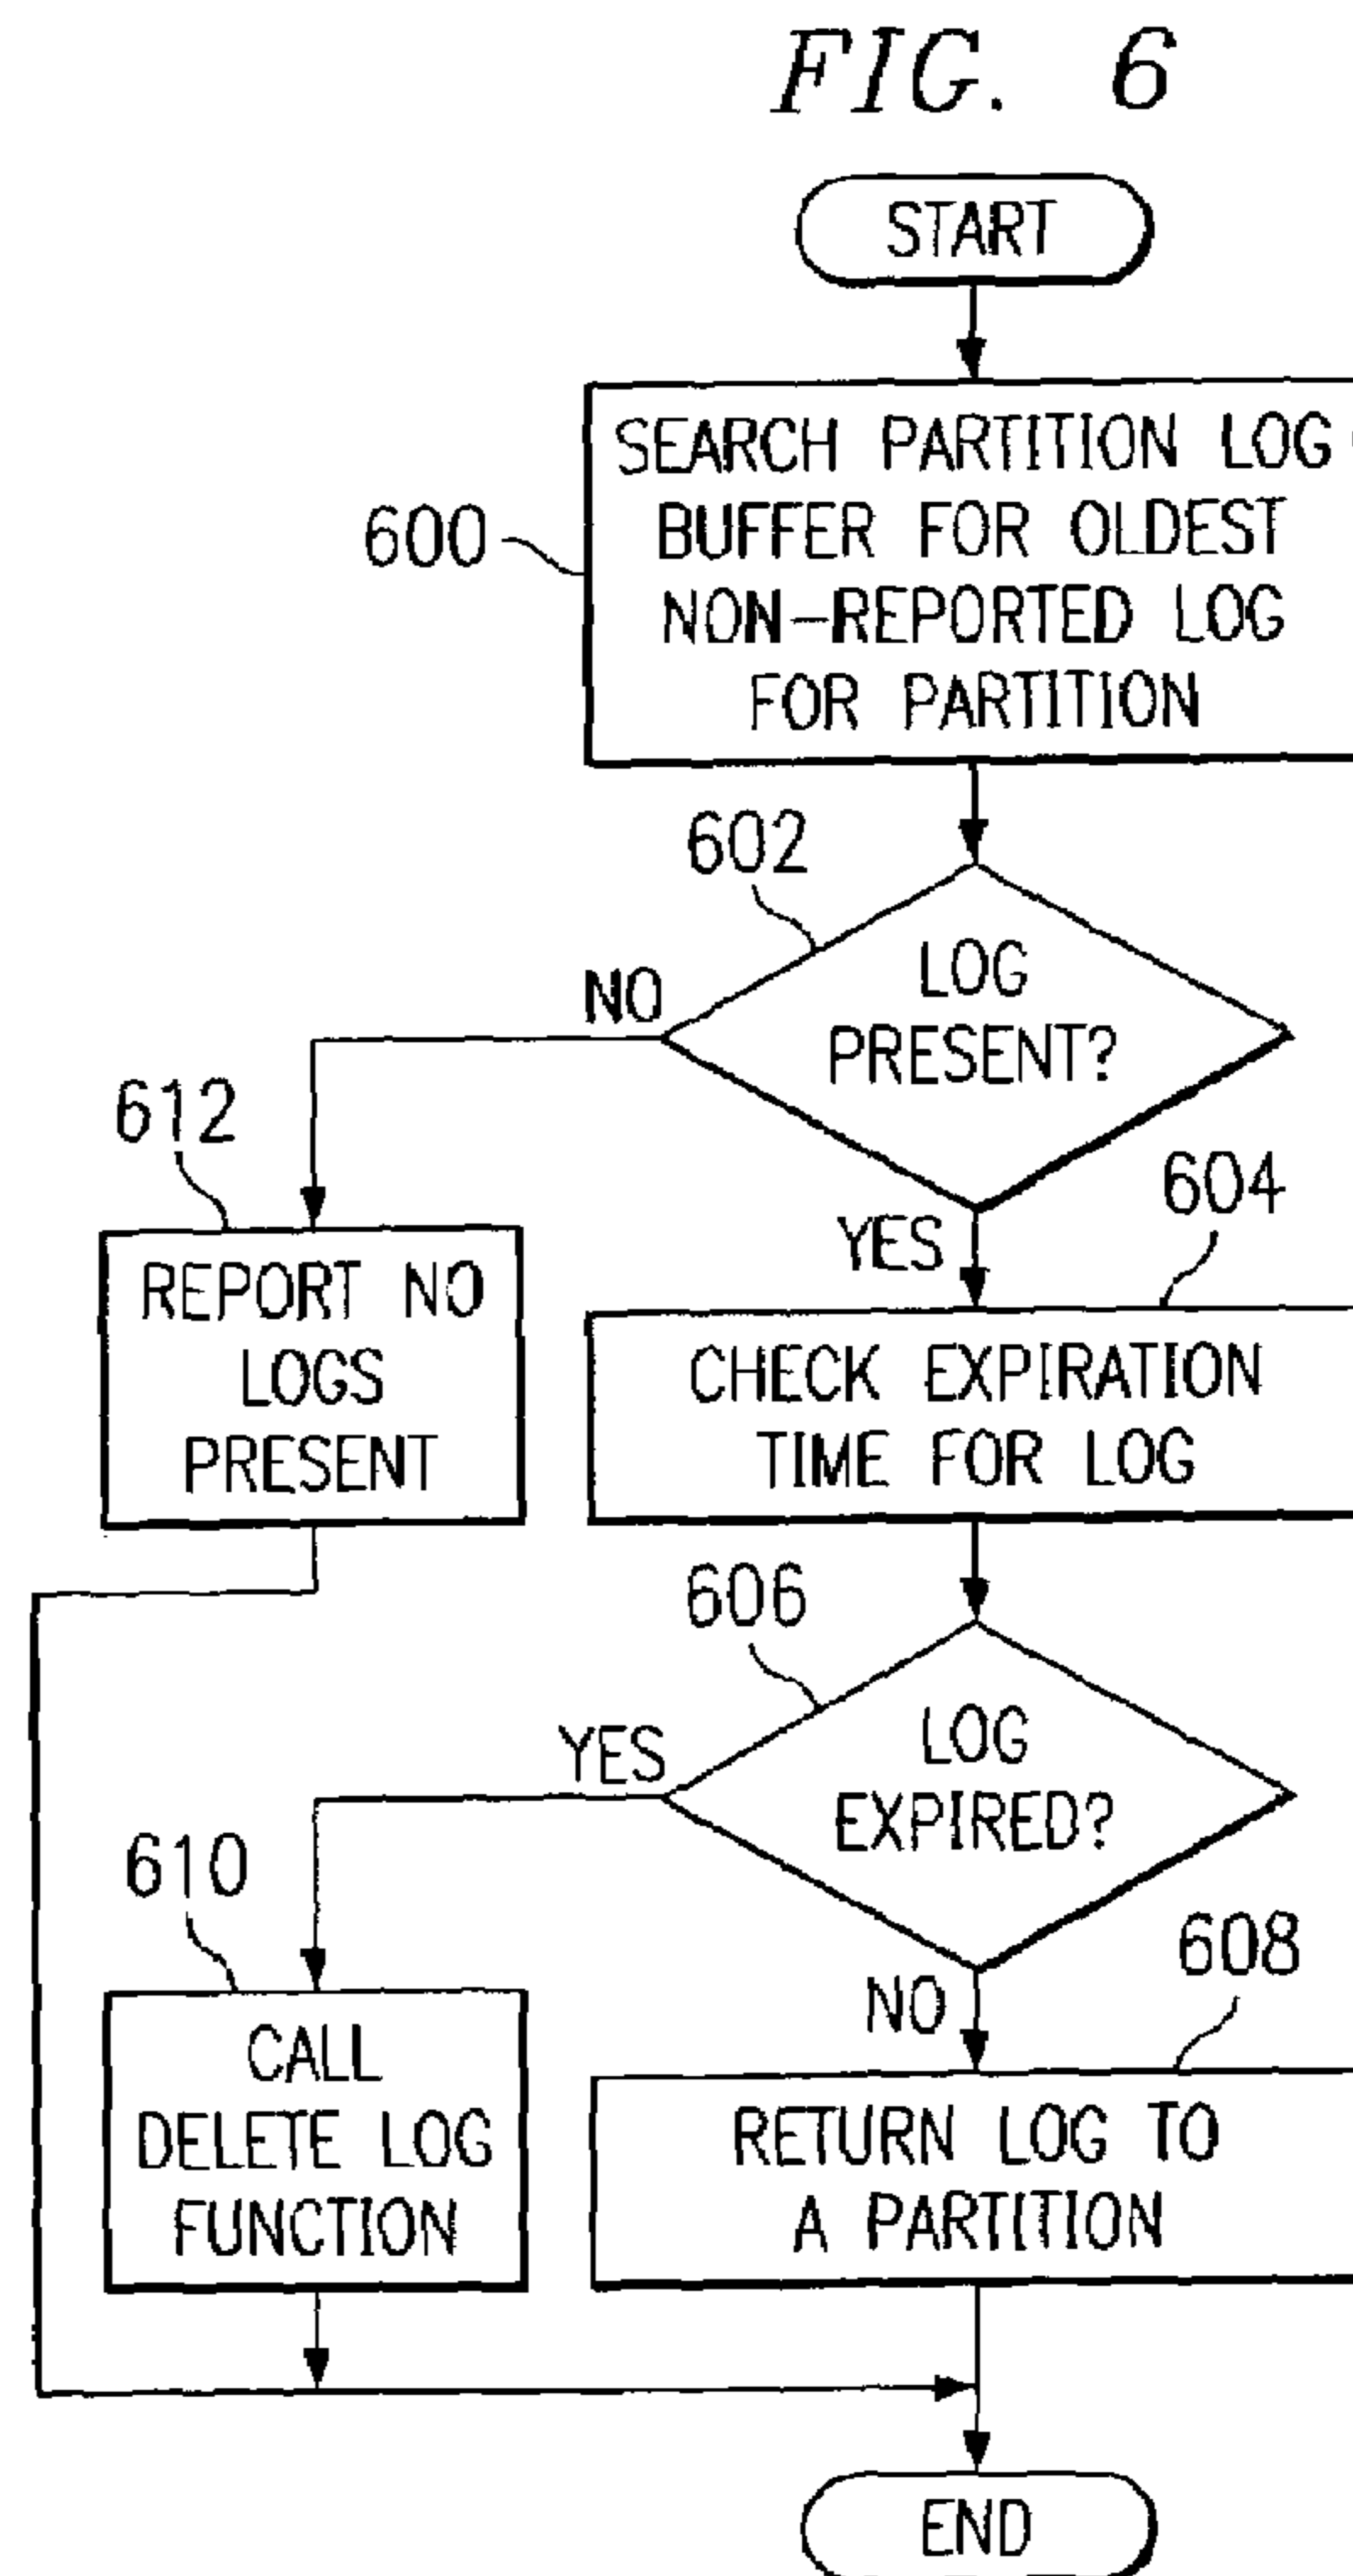 FIG. 6
START
600
SEARCH PARTITION LOG
BUFFER FOR OLDEST
NON-REPORTED LOG
FOR PARTITION
602
LOG
PRESENT?
NO
YES
612
REPORT NO
LOGS
PRESENT
604
CHECK EXPIRATION
TIME FOR LOG
606
LOG
EXPIRED?
YES
NO
610
CALL
DELETE LOG
FUNCTION
608
RETURN LOG TO
A PARTITION
END